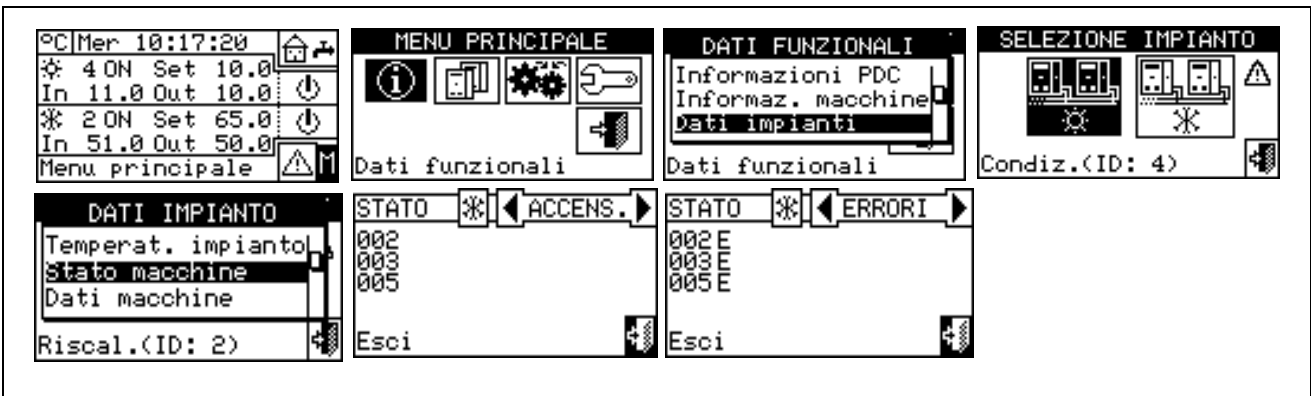 °C Mer 10:17:20
4 ON Set 10.0
In 11.0 Out 10.0
2 ON Set 65.0
In 51.0 Out 50.0
Menu principale M
MENU PRINCIPALE
Dati funzionali
DATI FUNZIONALI
Informazioni PDC
Informaz. macchine
Dati impianti
Dati funzionali
SELEZIONE IMPIANTO
Condiz.(ID: 4)
DATI IMPIANTO
Temperat. impianto
Stato macchine
Dati macchine
Riscal.(ID: 2)
STATO ACCENS.
002
003
005
Esci
STATO ERRORI
002 E
003 E
005 E
Esci